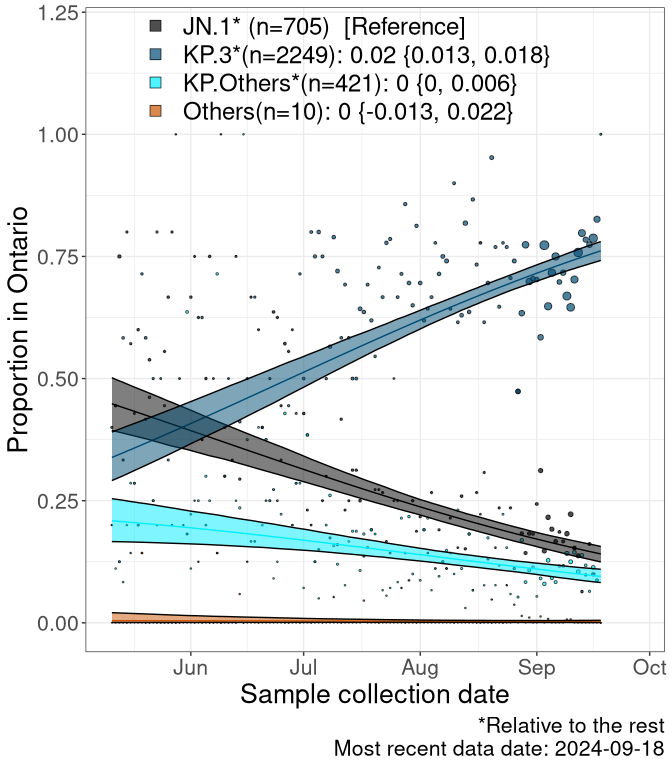 1.25
JN.1* (n=705)  [Reference]
KP.3*(n=2249): 0.02 {0.013, 0.018}
KP.Others*(n=421): 0 {0, 0.006}
Others(n=10): 0 {-0.013, 0.022}
1.00
0.75
0.50
0.25
0.00
Proportion in Ontario
Jun Jul Aug Sep Oct
Sample collection date
*Relative to the rest
Most recent data date: 2024-09-18